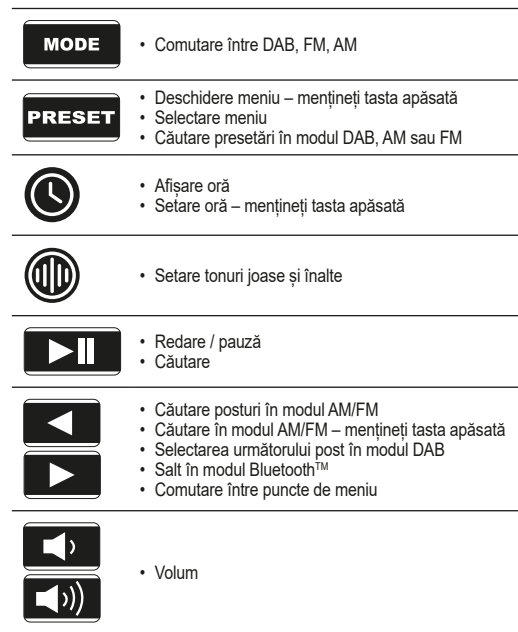 MODE
• Comutare între DAB, FM, AM
PRESET
• Deschidere meniu – mențineți tasta apăsată
• Selectare meniu
• Căutare presetări în modul DAB, AM sau FM
• Afișare oră
• Setare oră – mențineți tasta apăsată
• Setare tonuri joase și înalte
• Redare / pauză
• Căutare
• Căutare posturi în modul AM/FM
• Căutare în modul AM/FM – mențineți tasta apăsată
• Selectarea următorului post în modul DAB
• Salt în modul Bluetooth™
• Comutare între puncte de meniu
• Volum